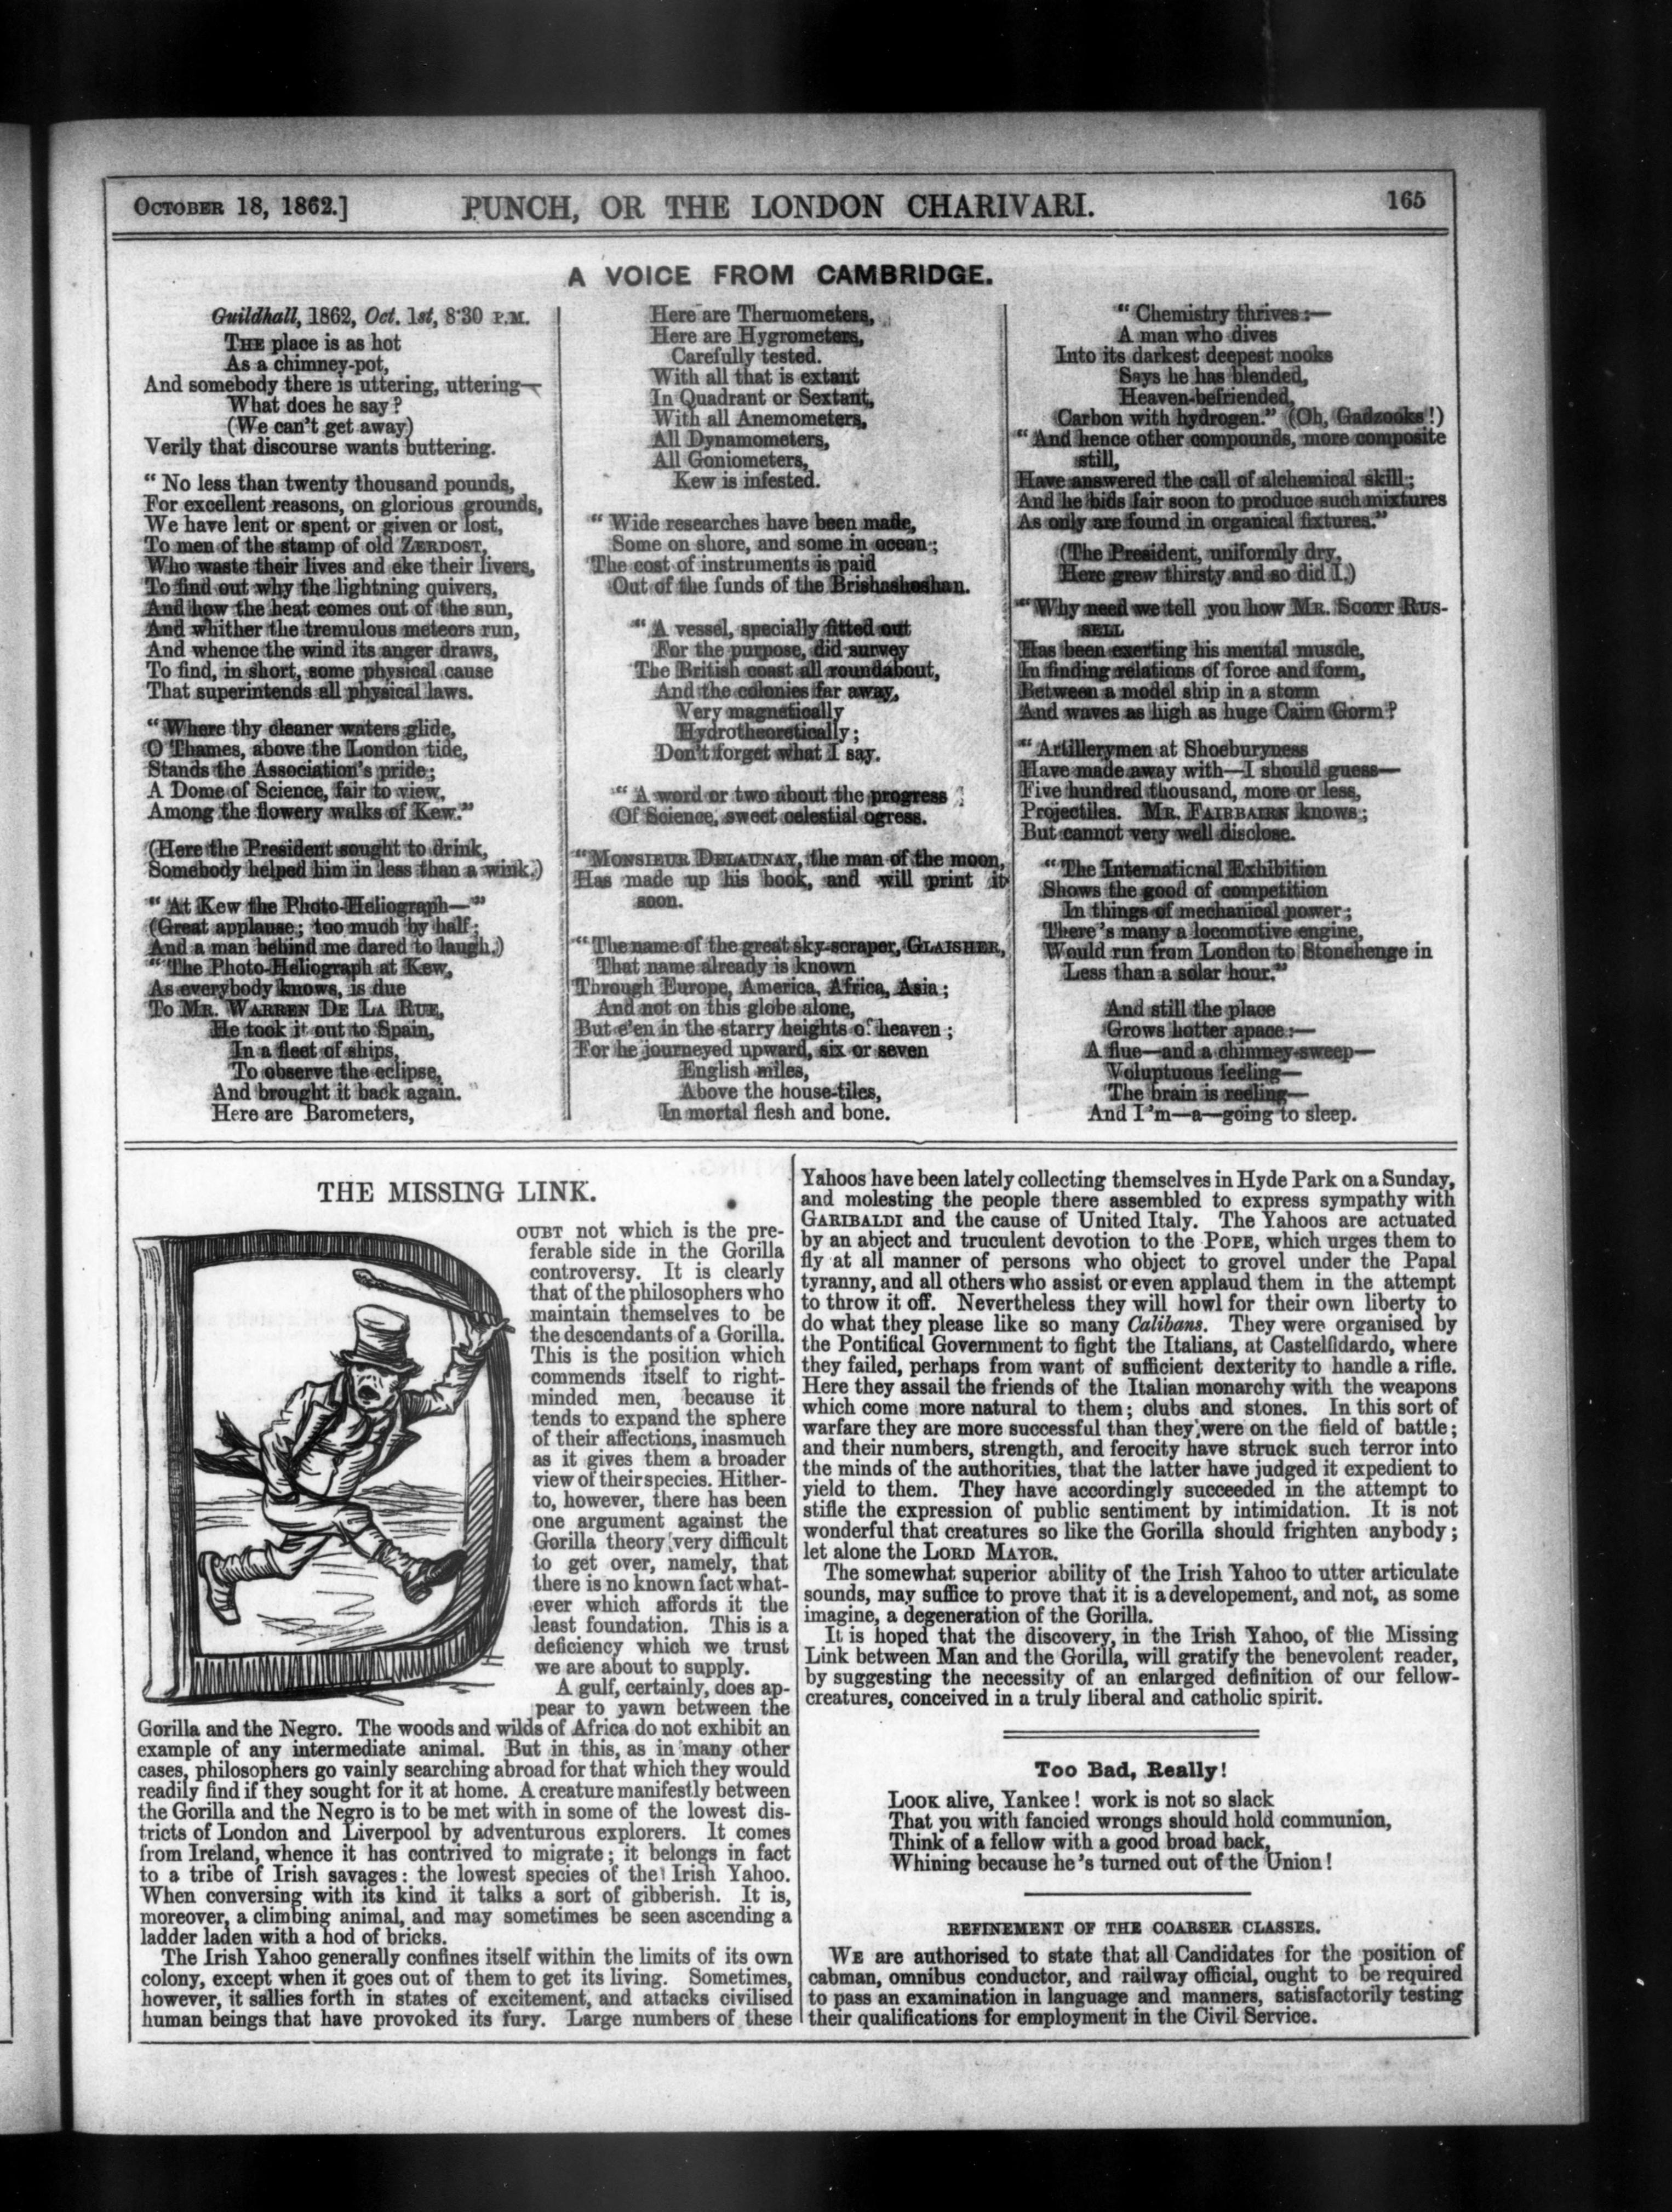 OCTOBER 18, 1862.]
PUNCH, OR THE LONDON CHARIVARI.
165
A VOICE FROM CAMBRIDGE.
Guildhall, 1862, Oct. 1st, 8·30 P.M.
THE place is as hot
As a chimney-pot,
And somebody there is uttering, uttering—
What does he say?
(We can't get away)
Verily that discourse wants buttering.
"No less than twenty thousand pounds,
For excellent reasons, on glorious grounds,
We have lent or spent or given or lost,
To men of the stamp of old ZERDOST,
Who waste their lives and eke their livers,
To find out why the lightning quivers,
And how the heat comes out of the sun,
And whither the tremulous meteors run,
And whence the wind its anger draws,
To find, in short, some physical cause
That superintends all physical laws.
"Where thy cleaner waters glide,
O Thames, above the London tide,
Stands the Association's pride;
A Dome of Science, fair to view,
Among the flowery walks of Kew."
(Here the President sought to drink,
Somebody helped him in less than a wink.)
"At Kew the Photo-Heliograph—"
(Great applause; too much by half;
And a man behind me dared to laugh.)
"The Photo-Heliograph at Kew,
As everybody knows, is due
To MR. WARREN DE LA RUE,
He took it out to Spain,
In a fleet of ships,
To observe the eclipse,
And brought it back again.
Here are Barometers,
Here are Thermometers,
Here are Hygrometers,
Carefully tested.
With all that is extant
In Quadrant or Sextant,
With all Anemometers,
All Dynamometers,
All Goniometers,
Kew is infested.
"Wide researches have been made,
Some on shore, and some in ocean;
The cost of instruments is paid
Out of the funds of the Brishashoshan.
"A vessel, specially fitted out
For the purpose, did survey
The British coast all roundabout,
And the colonies far away,
Very magnetically
Hydrotheoretically;
Don't forget what I say.
"A word or two about the progress
Of Science, sweet celestial ogress.
"MONSIEUR DELAUNAY, the man of the moon,
Has made up his book, and will print it
soon.
"The name of the great sky-scraper, GLAISHER,
That name already is known
Through Europe, America, Africa, Asia;
And not on this globe alone,
But e'en in the starry heights of heaven;
For he journeyed upward, six or seven
English miles,
Above the house-tiles,
In mortal flesh and bone.
"Chemistry thrives:—
A man who dives
Into its darkest deepest nooks
Says he has blended,
Heaven-befriended,
Carbon with hydrogen." (Oh, Gadzooks!)
"And hence other compounds, more composite
still,
Have answered the call of alchemical skill;
And he bids fair soon to produce such mixtures
As only are found in organical fixtures."
(The President, uniformly dry,
Here grew thirsty and so did I.)
"Why need we tell you how MR. SCOTT RUS-
SELL
Has been exerting his mental muscle,
In finding relations of force and form,
Between a model ship in a storm
And waves as high as huge Cairn Gorm?
"Artillerymen at Shoeburyness
Have made away with—I should guess—
Five hundred thousand, more or less,
Projectiles. MR. FAIRBAIRN knows;
But cannot very well disclose.
"The International Exhibition
Shows the good of competition
In things of mechanical power;
There's many a locomotive engine,
Would run from London to Stonehenge in
Less than a solar hour."
And still the place
Grows hotter apace:—
A flue—and a chimney-sweep—
Voluptuous feeling—
The brain is reeling—
And I'm—a—going to sleep.
THE MISSING LINK.
OUBT not which is the pre-
ferable side in the Gorilla
controversy. It is clearly
that of the philosophers who
maintain themselves to be
the descendants of a Gorilla.
This is the position which
commends itself to right-
minded men, because it
tends to expand the sphere
of their affections, inasmuch
as it gives them a broader
view of their species. Hither-
to, however, there has been
one argument against the
Gorilla theory very difficult
to get over, namely, that
there is no known fact what-
ever which affords it the
least foundation. This is a
deficiency which we trust
we are about to supply.
A gulf, certainly, does ap-
pear to yawn between the
Gorilla and the Negro. The woods and wilds of Africa do not exhibit an
example of any intermediate animal. But in this, as in many other
cases, philosophers go vainly searching abroad for that which they would
readily find if they sought for it at home. A creature manifestly between
the Gorilla and the Negro is to be met with in some of the lowest dis-
tricts of London and Liverpool by adventurous explorers. It comes
from Ireland, whence it has contrived to migrate; it belongs in fact
to a tribe of Irish savages: the lowest species of the Irish Yahoo.
When conversing with its kind it talks a sort of gibberish. It is,
moreover, a climbing animal, and may sometimes be seen ascending a
ladder laden with a hod of bricks.
The Irish Yahoo generally confines itself within the limits of its own
colony, except when it goes out of them to get its living. Sometimes,
however, it sallies forth in states of excitement, and attacks civilised
human beings that have provoked its fury. Large numbers of these
Yahoos have been lately collecting themselves in Hyde Park on a Sunday,
and molesting the people there assembled to express sympathy with
GARIBALDI and the cause of United Italy. The Yahoos are actuated
by an abject and truculent devotion to the POPE, which urges them to
fly at all manner of persons who object to grovel under the Papal
tyranny, and all others who assist or even applaud them in the attempt
to throw it off. Nevertheless they will howl for their own liberty to
do what they please like so many Calibans. They were organised by
the Pontifical Government to fight the Italians, at Castelfidardo, where
they failed, perhaps from want of sufficient dexterity to handle a rifle.
Here they assail the friends of the Italian monarchy with the weapons
which come more natural to them; clubs and stones. In this sort of
warfare they are more successful than they were on the field of battle;
and their numbers, strength, and ferocity have struck such terror into
the minds of the authorities, that the latter have judged it expedient to
yield to them. They have accordingly succeeded in the attempt to
stifle the expression of public sentiment by intimidation. It is not
wonderful that creatures so like the Gorilla should frighten anybody;
let alone the LORD MAYOR.
The somewhat superior ability of the Irish Yahoo to utter articulate
sounds, may suffice to prove that it is a developement, and not, as some
imagine, a degeneration of the Gorilla.
It is hoped that the discovery, in the Irish Yahoo, of the Missing
Link between Man and the Gorilla, will gratify the benevolent reader,
by suggesting the necessity of an enlarged definition of our fellow-
creatures, conceived in a truly liberal and catholic spirit.
Too Bad, Really!
LOOK alive, Yankee! work is not so slack
That you with fancied wrongs should hold communion,
Think of a fellow with a good broad back,
Whining because he's turned out of the Union!
REFINEMENT OF THE COARSER CLASSES.
WE are authorised to state that all Candidates for the position of
cabman, omnibus conductor, and railway official, ought to be required
to pass an examination in language and manners, satisfactorily testing
their qualifications for employment in the Civil Service.